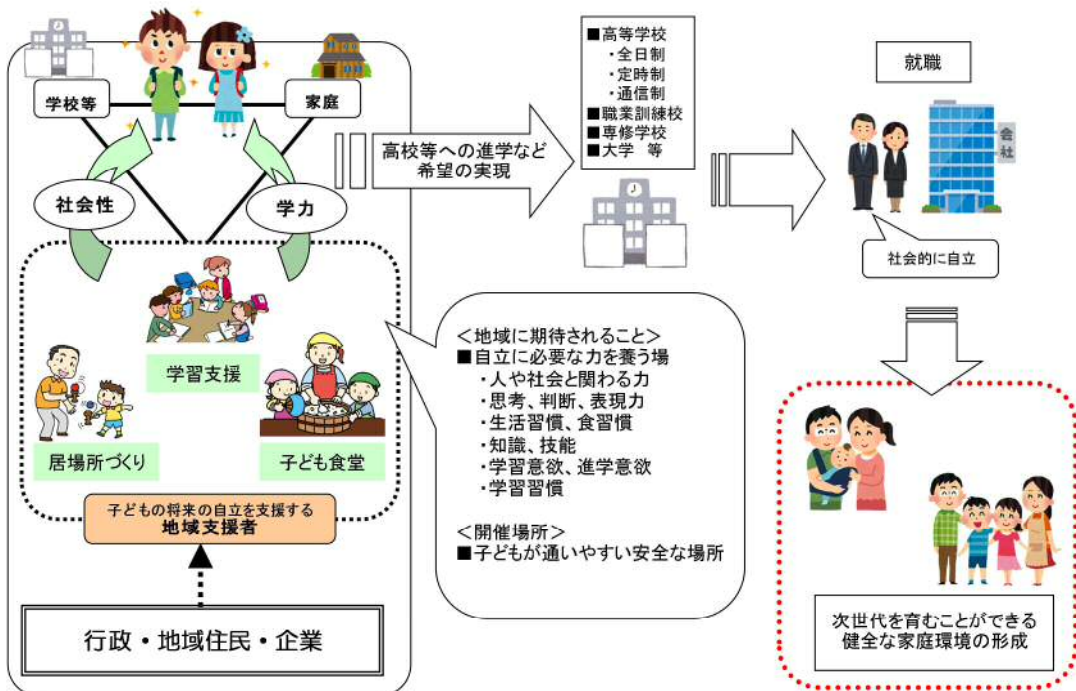 学校等
家庭
社会性
学力
学習支援
居場所づくり
子ども食堂
子どもの将来の自立を支援する
地域支援者
行政・地域住民・企業
高校等への進学など
希望の実現
■高等学校
・全日制
・定時制
・通信制
■職業訓練校
■専修学校
■大学 等
就職
会社
社会的に自立
＜地域に期待されること＞
■自立に必要な力を養う場
・人や社会と関わる力
・思考、判断、表現力
・生活習慣、食習慣
・知識、技能
・学習意欲、進学意欲
・学習習慣
＜開催場所＞
■子どもが通いやすい安全な場所
次世代を育むことができる
健全な家庭環境の形成